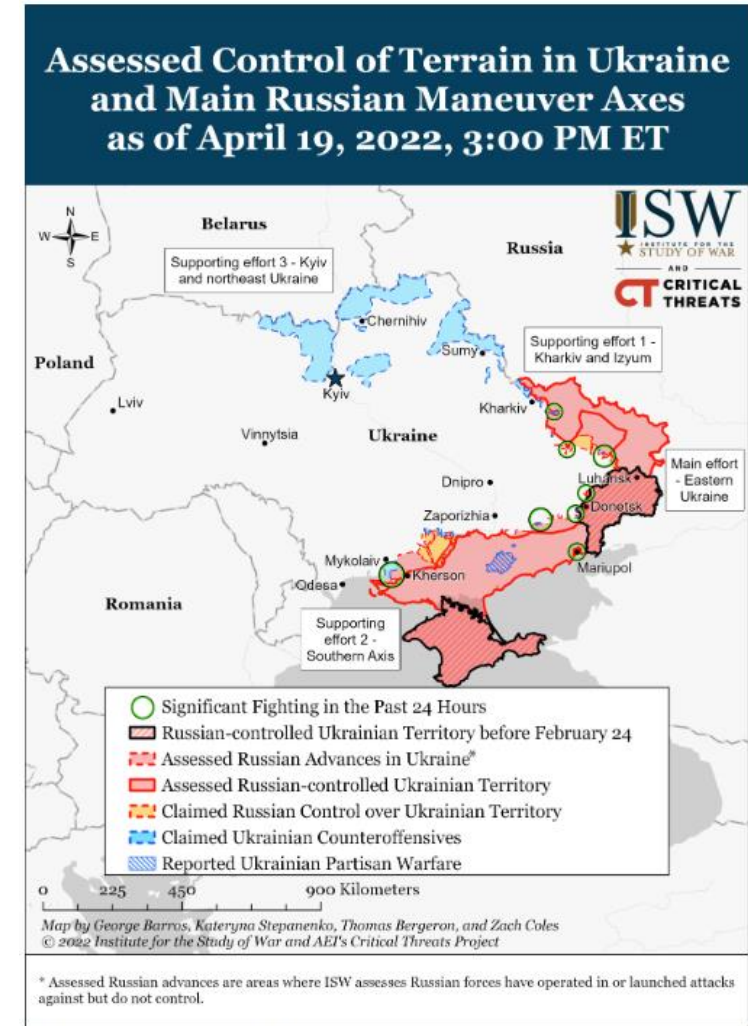 Assessed Control of Terrain in Ukraine
and Main Russian Maneuver Axes
as of April 19, 2022, 3:00 PM ET
N
W E
S
Belarus
Russia
ISW
INSTITUTE FOR THE
STUDY OF WAR
AND
CT CRITICAL
THREATS
Supporting effort 3 - Kyiv
and northeast Ukraine
Chernihiv
Sumy
Supporting effort 1 -
Kharkiv and Izyum
Poland
Kyiv
Lviv
Kharkiv
Vinnytsia
Ukraine
Main effort
- Eastern
Ukraine
Luhansk
Dnipro
Donetsk
Zaporizhia
Mykolaiv
Mariupol
Kherson
Odesa
Romania
Supporting
effort 2 -
Southern Axis
Significant Fighting in the Past 24 Hours
Russian-controlled Ukrainian Territory before February 24
Assessed Russian Advances in Ukraine*
Assessed Russian-controlled Ukrainian Territory
Claimed Russian Control over Ukrainian Territory
Claimed Ukrainian Counteroffensives
Reported Ukrainian Partisan Warfare
0 225 450 900 Kilometers
Map by George Barros, Kateryna Stepanenko, Thomas Bergeron, and Zach Coles
© 2022 Institute for the Study of War and AEI's Critical Threats Project
* Assessed Russian advances are areas where ISW assesses Russian forces have operated in or launched attacks
against but do not control.